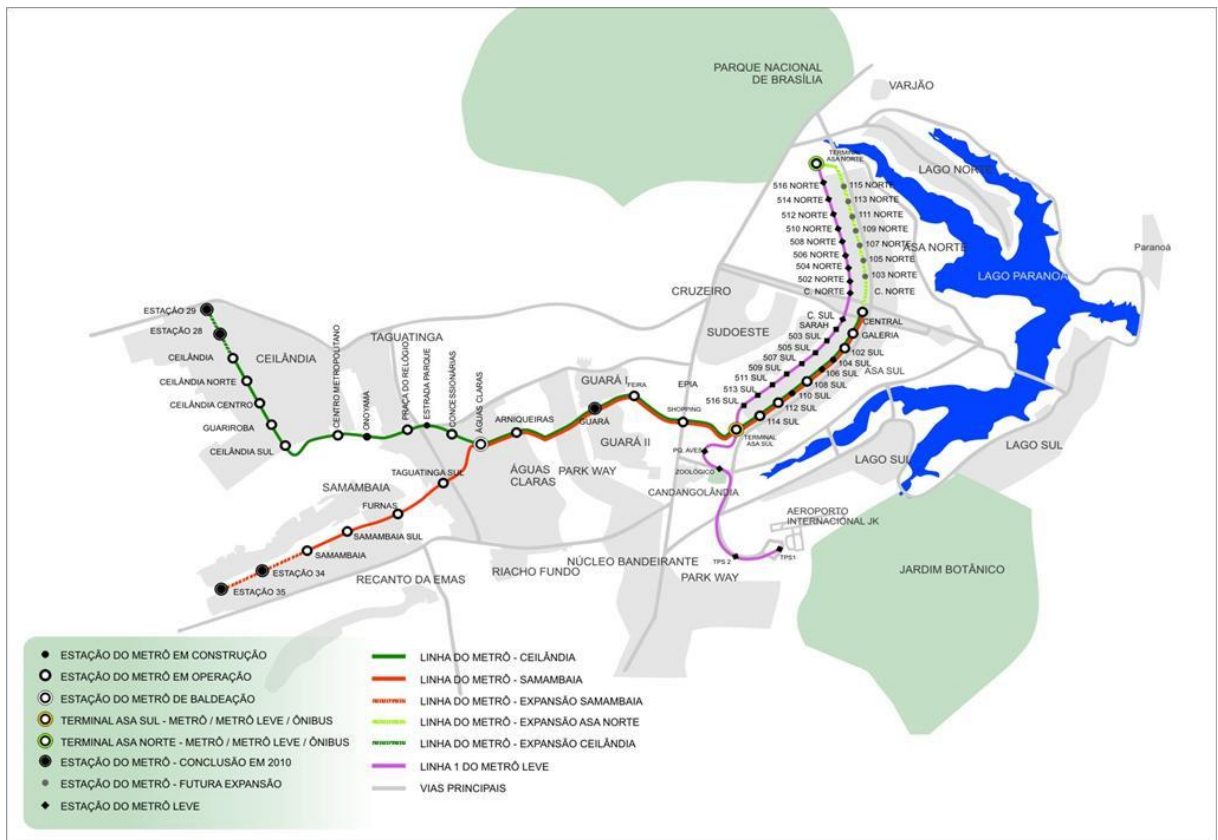 PARQUE NACIONAL
DE BRASÍLIA
VARJÃO
TERMINAL
ASA NORTE
LAGO NORTE
516 NORTE
514 NORTE
512 NORTE
510 NORTE
508 NORTE
506 NORTE
504 NORTE
502 NORTE
C. NORTE
115 NORTE
113 NORTE
111 NORTE
109 NORTE
107 NORTE
105 NORTE
103 NORTE
C. NORTE
ASA NORTE
Paranoá
LAGO PARANOÁ
CRUZEIRO
SUDOESTE
C. SUL
SARAH
503 SUL
505 SUL
507 SUL
509 SUL
511 SUL
513 SUL
516 SUL
CENTRAL
GALERIA
102 SUL
104 SUL
106 SUL
ASA SUL
108 SUL
110 SUL
112 SUL
114 SUL
TERMINAL
ASA SUL
ESTAÇÃO 29
ESTAÇÃO 28
CEILÂNDIA
CEILÂNDIA
CEILÂNDIA NORTE
CEILÂNDIA CENTRO
GUARIROBA
CEILÂNDIA SUL
TAGUATINGA
CENTRO METROPOLITANO
ONOYAMA
PRAÇA DO RELÓGIO
ESTRADA PARQUE
CONCESSIONÁRIAS
ÁGUAS CLARAS
ARNIQUEIRAS
GUARÁ I
FEIRA
GUARÁ
GUARÁ II
EPIA
SHOPPING
ÁGUAS
CLARAS
PARK WAY
PQ. AVES
ZOOLÓGICO
CANDANGOLÂNDIA
LAGO SUL
LAGO SUL
TAGUATINGA SUL
SAMAMBAIA
FURNAS
SAMAMBAIA SUL
SAMAMBAIA
ESTAÇÃO 34
ESTAÇÃO 35
AEROPORTO
INTERNACIONAL JK
TPS 2
TPS1
NÚCLEO BANDEIRANTE
RIACHO FUNDO
RECANTO DA EMAS
PARK WAY
JARDIM BOTÂNICO
ESTAÇÃO DO METRÔ EM CONSTRUÇÃO
ESTAÇÃO DO METRÔ EM OPERAÇÃO
ESTAÇÃO DO METRÔ DE BALDEAÇÃO
TERMINAL ASA SUL - METRÔ / METRÔ LEVE / ÔNIBUS
TERMINAL ASA NORTE - METRÔ / METRÔ LEVE / ÔNIBUS
ESTAÇÃO DO METRÔ - CONCLUSÃO EM 2010
ESTAÇÃO DO METRÔ - FUTURA EXPANSÃO
ESTAÇÃO DO METRÔ LEVE
LINHA DO METRÔ - CEILÂNDIA
LINHA DO METRÔ - SAMAMBAIA
LINHA DO METRÔ - EXPANSÃO SAMAMBAIA
LINHA DO METRÔ - EXPANSÃO ASA NORTE
LINHA DO METRÔ - EXPANSÃO CEILÂNDIA
LINHA 1 DO METRÔ LEVE
VIAS PRINCIPAIS